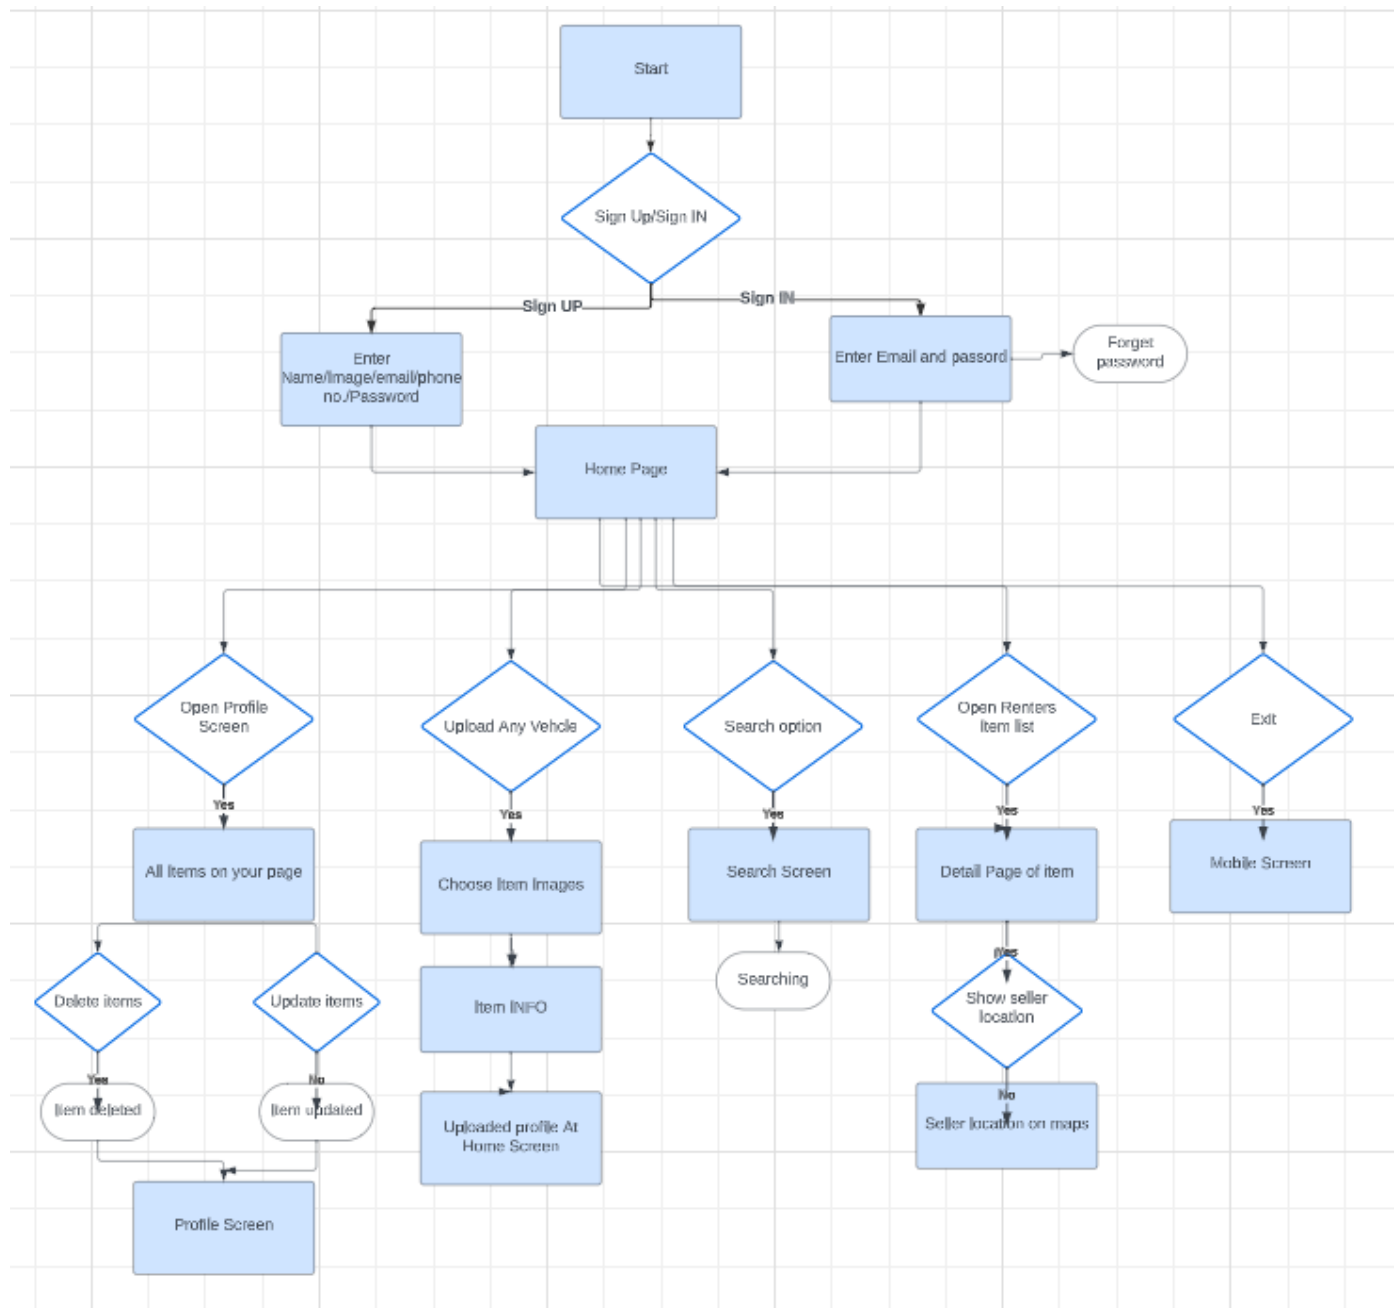 Start
Sign Up/Sign IN
Sign UP
Sign IN
Enter
Name/Image/email/phone
no./Password
Enter Email and passord
Forget
password
Home Page
Open Profile
Screen
Upload Any Vehcle
Search option
Open Renters
Item list
Exit
Yes
Yes
Yes
Yes
Yes
All Items on your page
Choose Item Images
Search Screen
Detail Page of item
Mobile Screen
Yes
Delete items
Update items
Item INFO
Searching
Show seller
location
Yes
No
No
Item deleted
Item updated
Uploaded profile At
Home Screen
Seller location on maps
Profile Screen